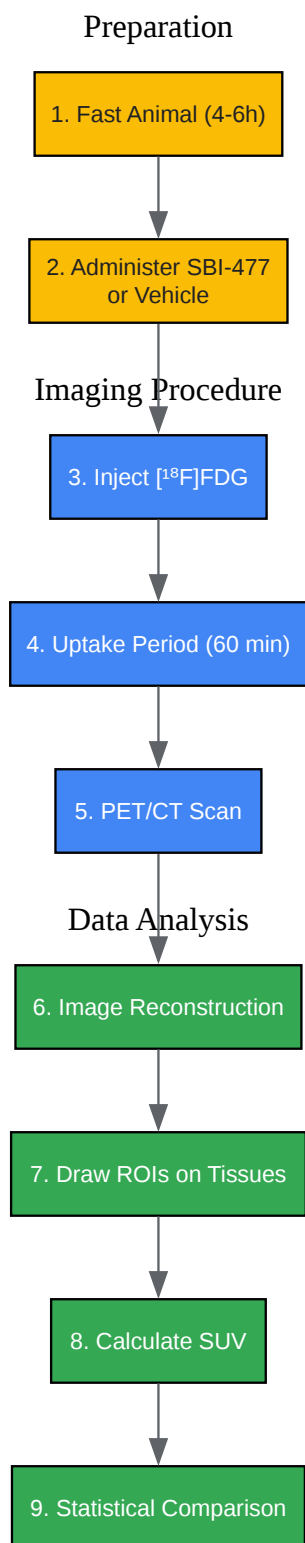 Preparation
1. Fast Animal (4-6h)
2. Administer SBI-477
or Vehicle
Imaging Procedure
3. Inject [¹⁸F]FDG
4. Uptake Period (60 min)
5. PET/CT Scan
Data Analysis
6. Image Reconstruction
7. Draw ROIs on Tissues
8. Calculate SUV
9. Statistical Comparison